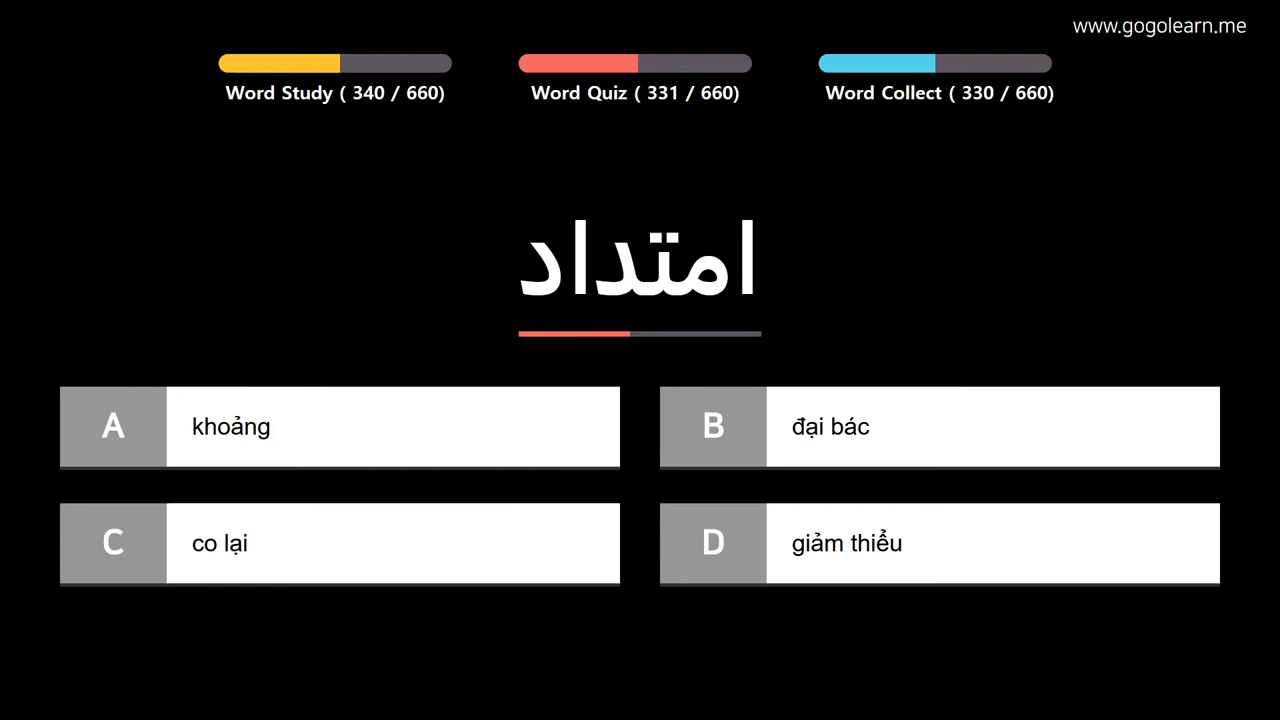 www.gogolearn.me
Word Study ( 340 / 660)
Word Quiz ( 331 / 660)
Word Collect ( 330 / 660)
امتداد
A khoảng
B đại bác
C co lại
D giảm thiểu